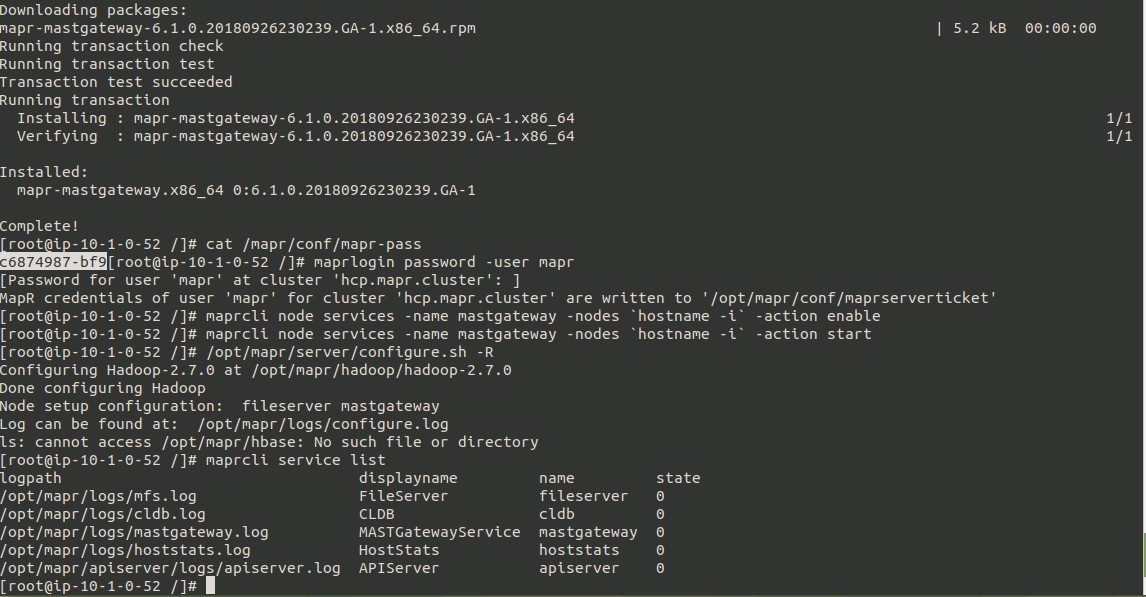 Downloading packages:
mapr-mastgateway-6.1.0.20180926230239.GA-1.x86_64.rpm | 5.2 kB 00:00:00
Running transaction check
Running transaction test
Transaction test succeeded
Running transaction
Installing : mapr-mastgateway-6.1.0.20180926230239.GA-1.x86_64 1/1
Verifying : mapr-mastgateway-6.1.0.20180926230239.GA-1.x86_64 1/1
Installed:
mapr-mastgateway.x86_64 0:6.1.0.20180926230239.GA-1
Complete!
[root@ip-10-1-0-52 /]# cat /mapr/conf/mapr-pass
c6874987-bf9[root@ip-10-1-0-52 /]# maprlogin password -user mapr
[Password for user 'mapr' at cluster 'hcp.mapr.cluster': ]
MapR credentials of user 'mapr' for cluster 'hcp.mapr.cluster' are written to '/opt/mapr/conf/maprserverticket'
[root@ip-10-1-0-52 /]# maprcli node services -name mastgateway -nodes `hostname -i` -action enable
[root@ip-10-1-0-52 /]# maprcli node services -name mastgateway -nodes `hostname -i` -action start
[root@ip-10-1-0-52 /]# /opt/mapr/server/configure.sh -R
Configuring Hadoop-2.7.0 at /opt/mapr/hadoop/hadoop-2.7.0
Done configuring Hadoop
Node setup configuration: fileserver mastgateway
Log can be found at: /opt/mapr/logs/configure.log
ls: cannot access /opt/mapr/hbase: No such file or directory
[root@ip-10-1-0-52 /]# maprcli service list
logpath displayname name state
/opt/mapr/logs/mfs.log FileServer fileserver 0
/opt/mapr/logs/cldb.log CLDB cldb 0
/opt/mapr/logs/mastgateway.log MASTGatewayService mastgateway 0
/opt/mapr/logs/hoststats.log HostStats hoststats 0
/opt/mapr/apiserver/logs/apiserver.log APIServer apiserver 0
[root@ip-10-1-0-52 /]#